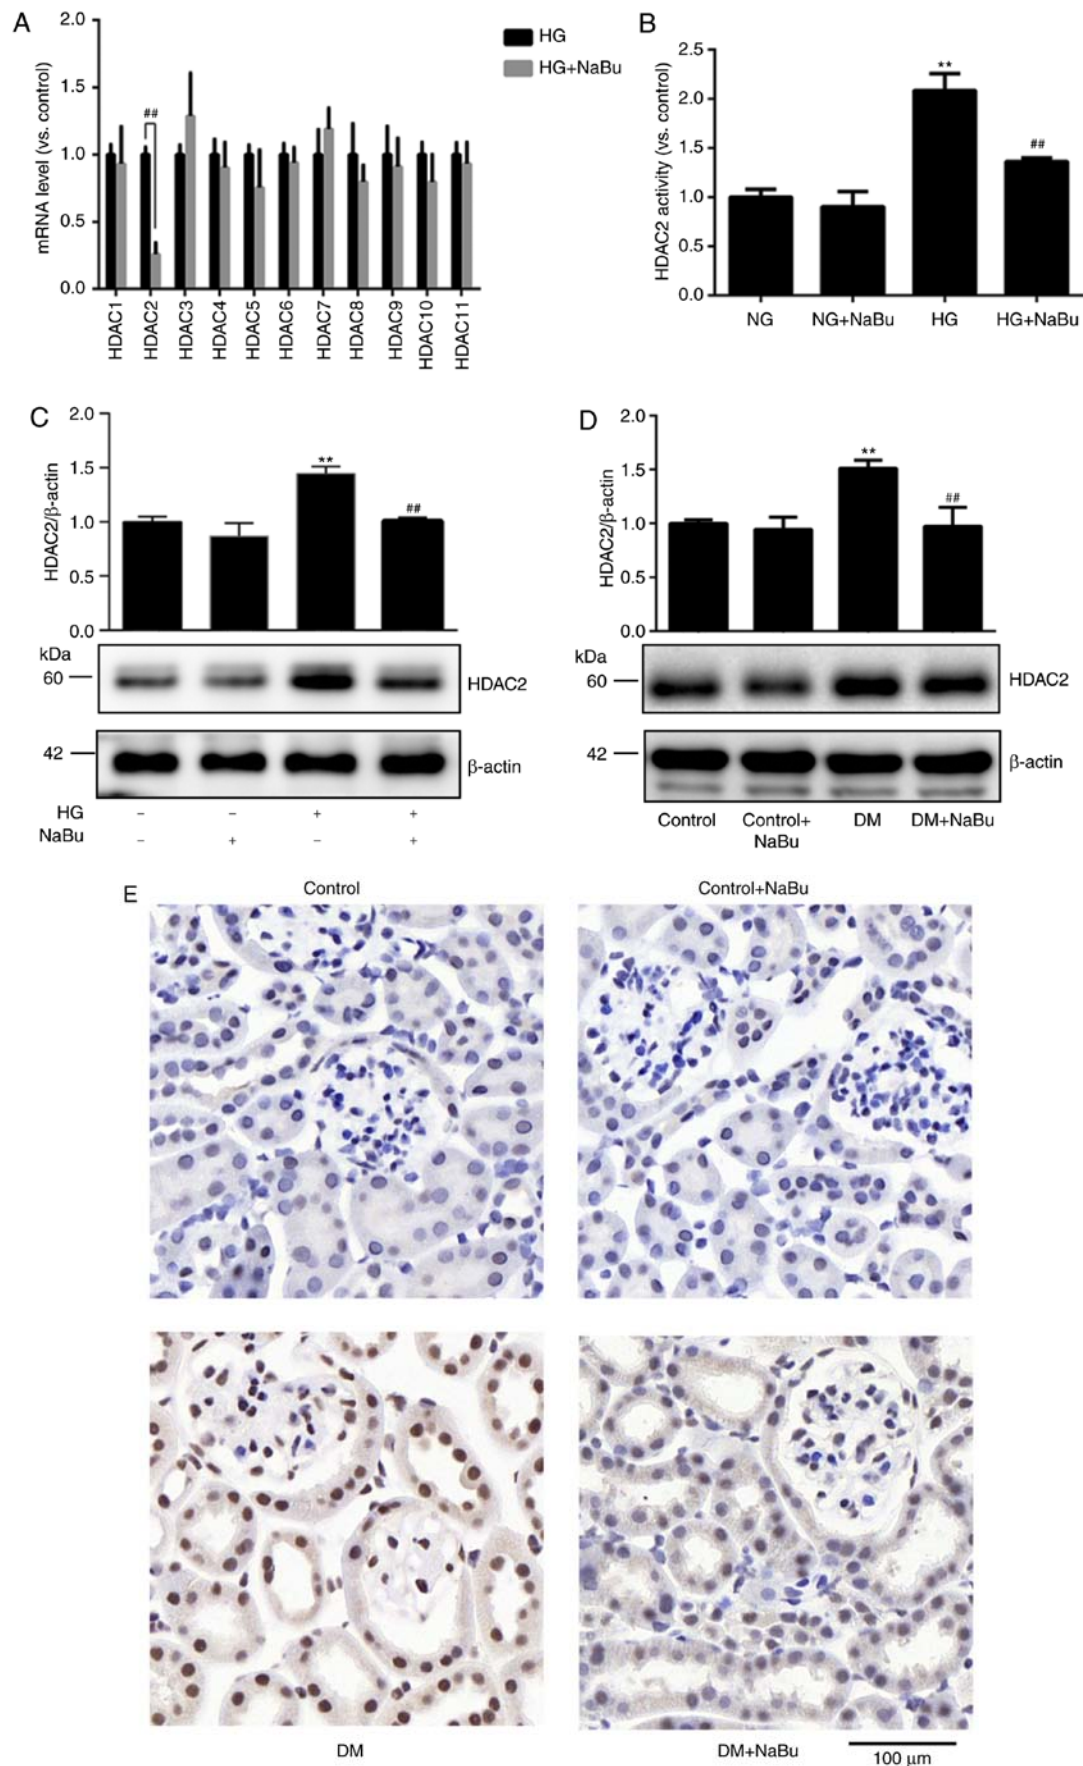 A
mRNA level (vs. control)
2.0
1.5
1.0
0.5
0.0
##
HDAC1
HDAC2
HDAC3
HDAC4
HDAC5
HDAC6
HDAC7
HDAC8
HDAC9
HDAC10
HDAC11
HG
HG+NaBu
B
HDAC2 activity (vs. control)
2.5
2.0
1.5
1.0
0.5
0.0
**
##
NG NG+NaBu HG HG+NaBu
C
HDAC2/β-actin
2.0
1.5
1.0
0.5
0.0
**
##
kDa
60
HDAC2
42
β-actin
HG – – + +
NaBu – + – +
D
HDAC2/β-actin
2.0
1.5
1.0
0.5
0.0
**
##
kDa
60
HDAC2
42
β-actin
Control Control+ DM DM+NaBu
NaBu
E
Control Control+NaBu
DM DM+NaBu
100 μm